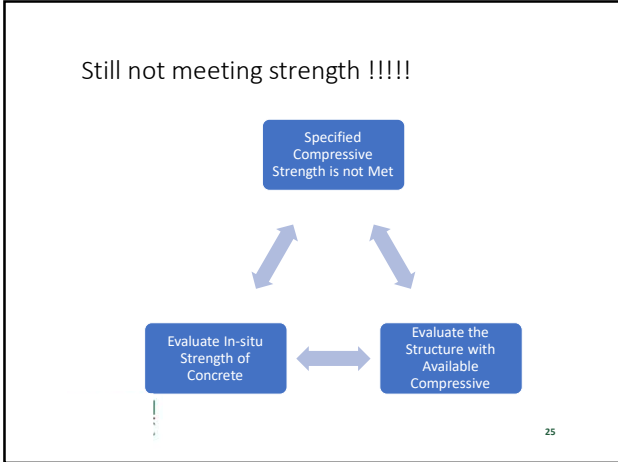 Still not meeting strength !!!!!
Specified
Compressive
Strength is not Met
Evaluate In-situ
Strength of
Concrete
Evaluate the
Structure with
Available
Compressive
25